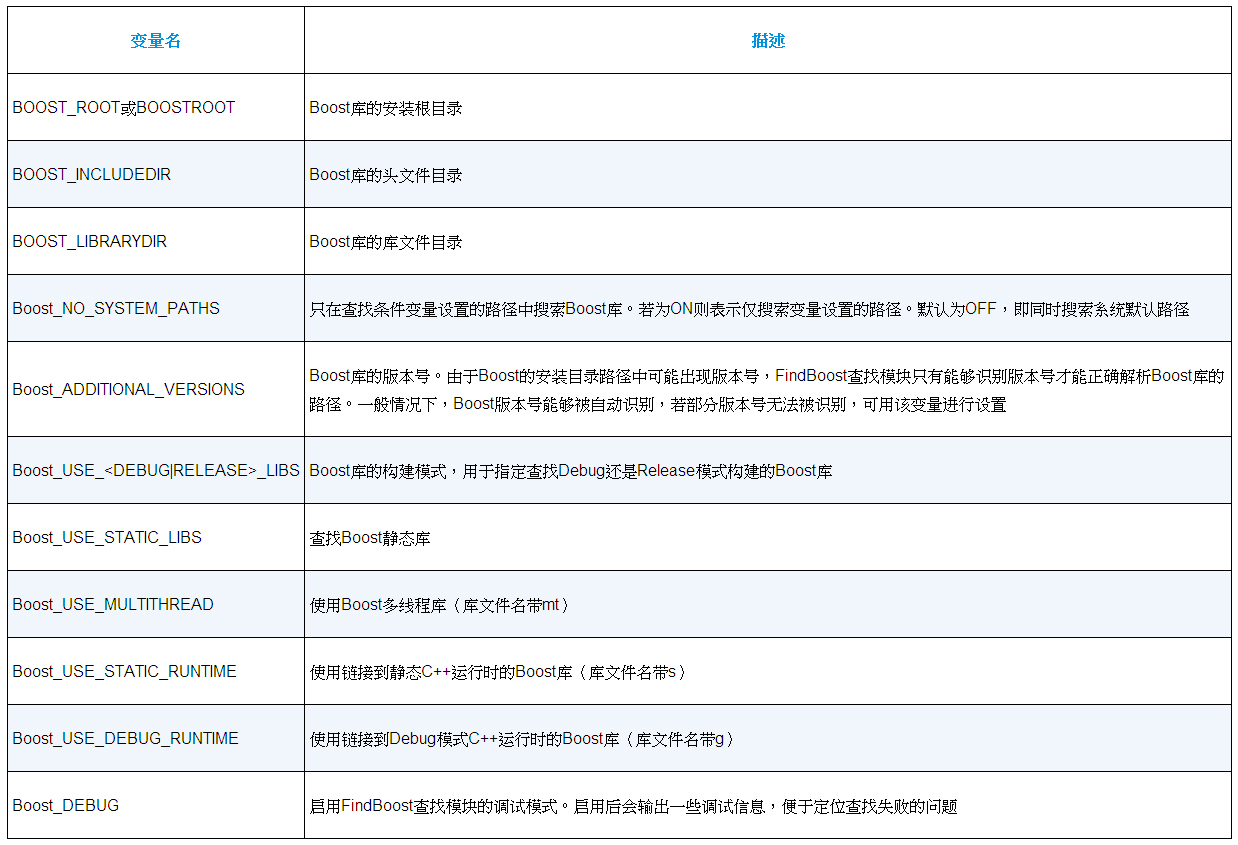 变量名
描述
BOOST_ROOT或BOOSTROOT
Boost库的安装根目录
BOOST_INCLUDEDIR
Boost库的头文件目录
BOOST_LIBRARYDIR
Boost库的库文件目录
Boost_NO_SYSTEM_PATHS
只在查找条件变量设置的路径中搜索Boost库。若为ON则表示仅搜索变量设置的路径。默认为OFF，即同时搜索系统默认路径
Boost_ADDITIONAL_VERSIONS
Boost库的版本号。由于Boost的安装目录路径中可能出现版本号，FindBoost查找模块只有能够识别版本号才能正确解析Boost库的
路径。一般情况下，Boost版本号能够被自动识别，若部分版本号无法被识别，可用该变量进行设置
Boost_USE_<DEBUG|RELEASE>_LIBS
Boost库的构建模式，用于指定查找Debug还是Release模式构建的Boost库
Boost_USE_STATIC_LIBS
查找Boost静态库
Boost_USE_MULTITHREAD
使用Boost多线程库（库文件名带mt）
Boost_USE_STATIC_RUNTIME
使用链接到静态C++运行时的Boost库（库文件名带s）
Boost_USE_DEBUG_RUNTIME
使用链接到Debug模式C++运行时的Boost库（库文件名带g）
Boost_DEBUG
启用FindBoost查找模块的调试模式。启用后会输出一些调试信息，便于定位查找失败的问题